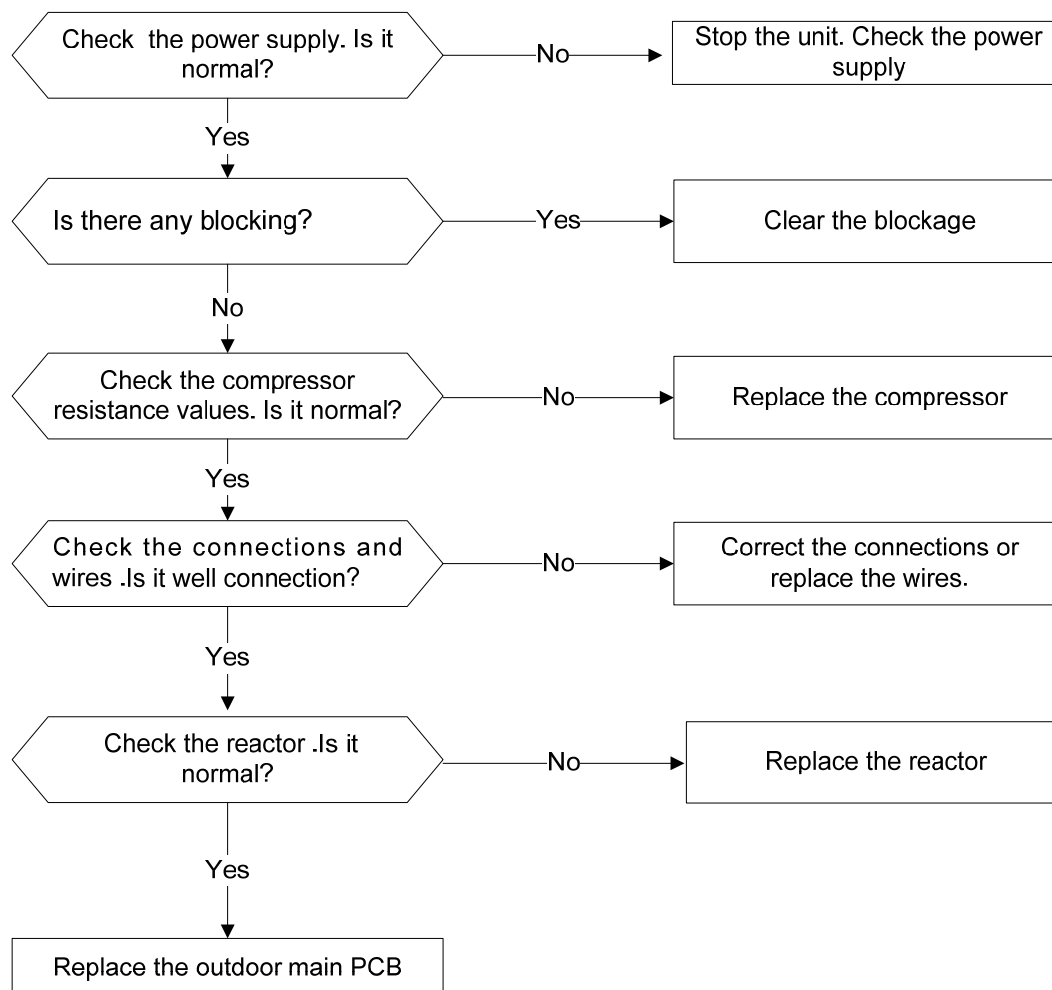 Check the power supply. Is it
normal?
No
Stop the unit. Check the power
supply
Yes
Is there any blocking?
Yes
Clear the blockage
No
Check the compressor
resistance values. Is it normal?
No
Replace the compressor
Yes
Check the connections and
wires .Is it well connection?
No
Correct the connections or
replace the wires.
Yes
Check the reactor .Is it
normal?
No
Replace the reactor
Yes
Replace the outdoor main PCB